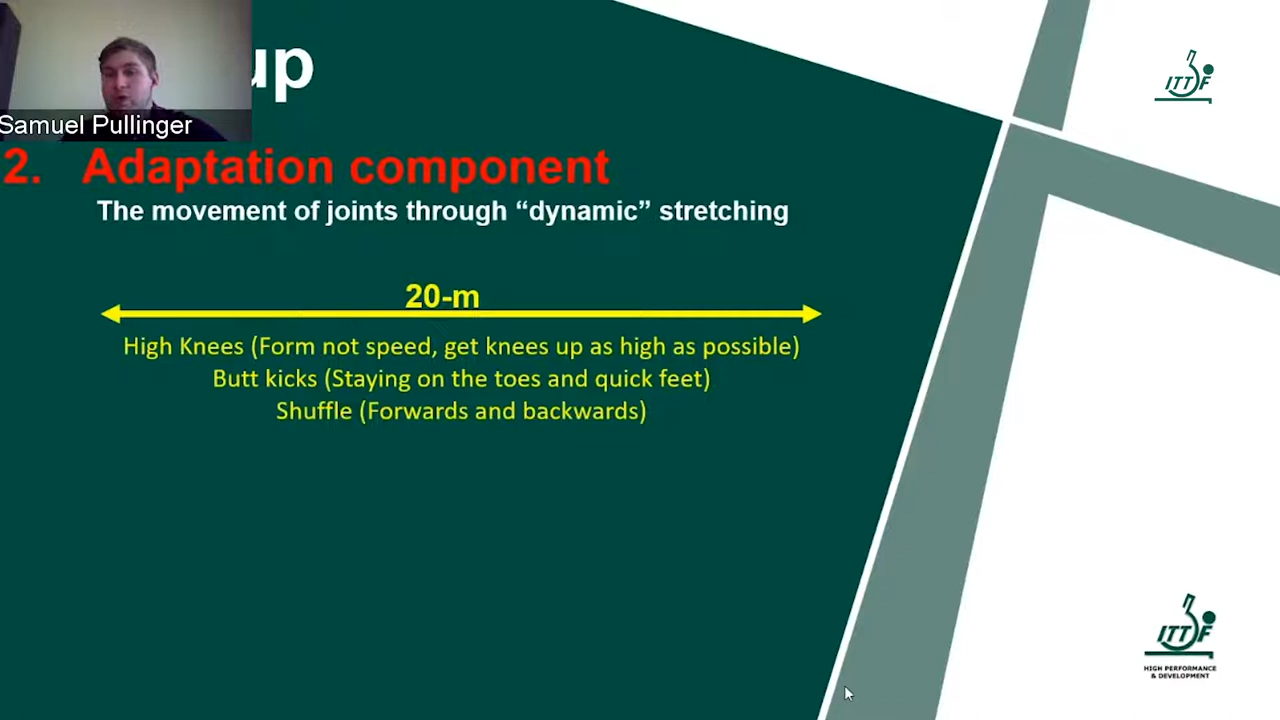 up
Samuel Pullinger
2. Adaptation component
The movement of joints through “dynamic” stretching
20-m
High Knees (Form not speed, get knees up as high as possible)
Butt kicks (Staying on the toes and quick feet)
Shuffle (Forwards and backwards)
ITTF
ITTF
HIGH PERFORMANCE
& DEVELOPMENT